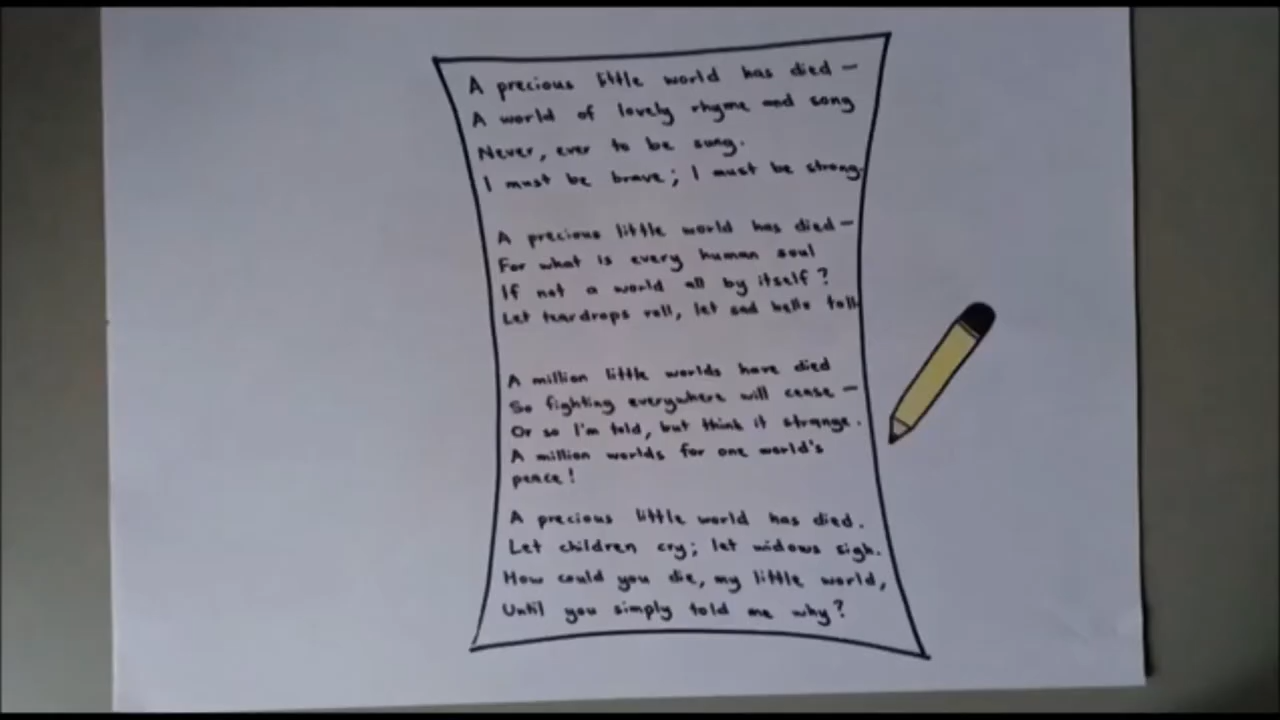 A precious little world has died —
A world of lovely rhyme and song
Never, ever to be sung.
I must be brave; I must be strong.
A precious little world has died —
For what is every human soul
If not a world all by itself?
Let teardrops roll, let sad bells toll
A million little worlds have died
So fighting everywhere will cease —
Or so I'm told, but think it strange.
A million worlds for one world's
peace!
A precious little world has died.
Let children cry; let widows sigh.
How could you die, my little world,
Until you simply told me why?